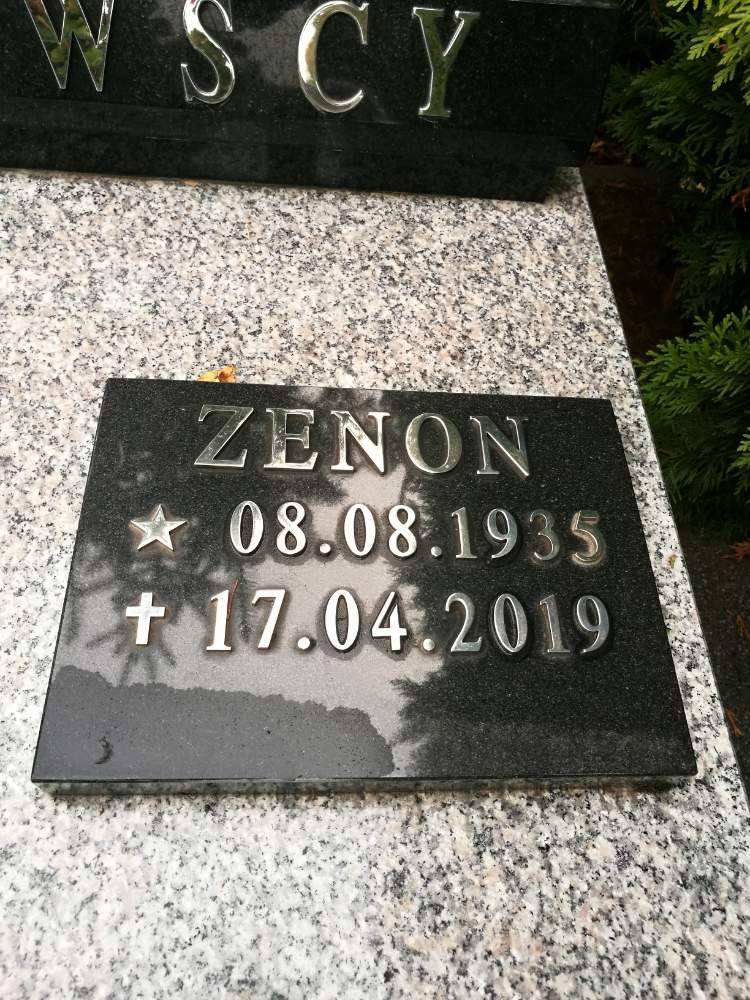 WSCY
ZENON
★ 08.08.1935
✝ 17.04.2019